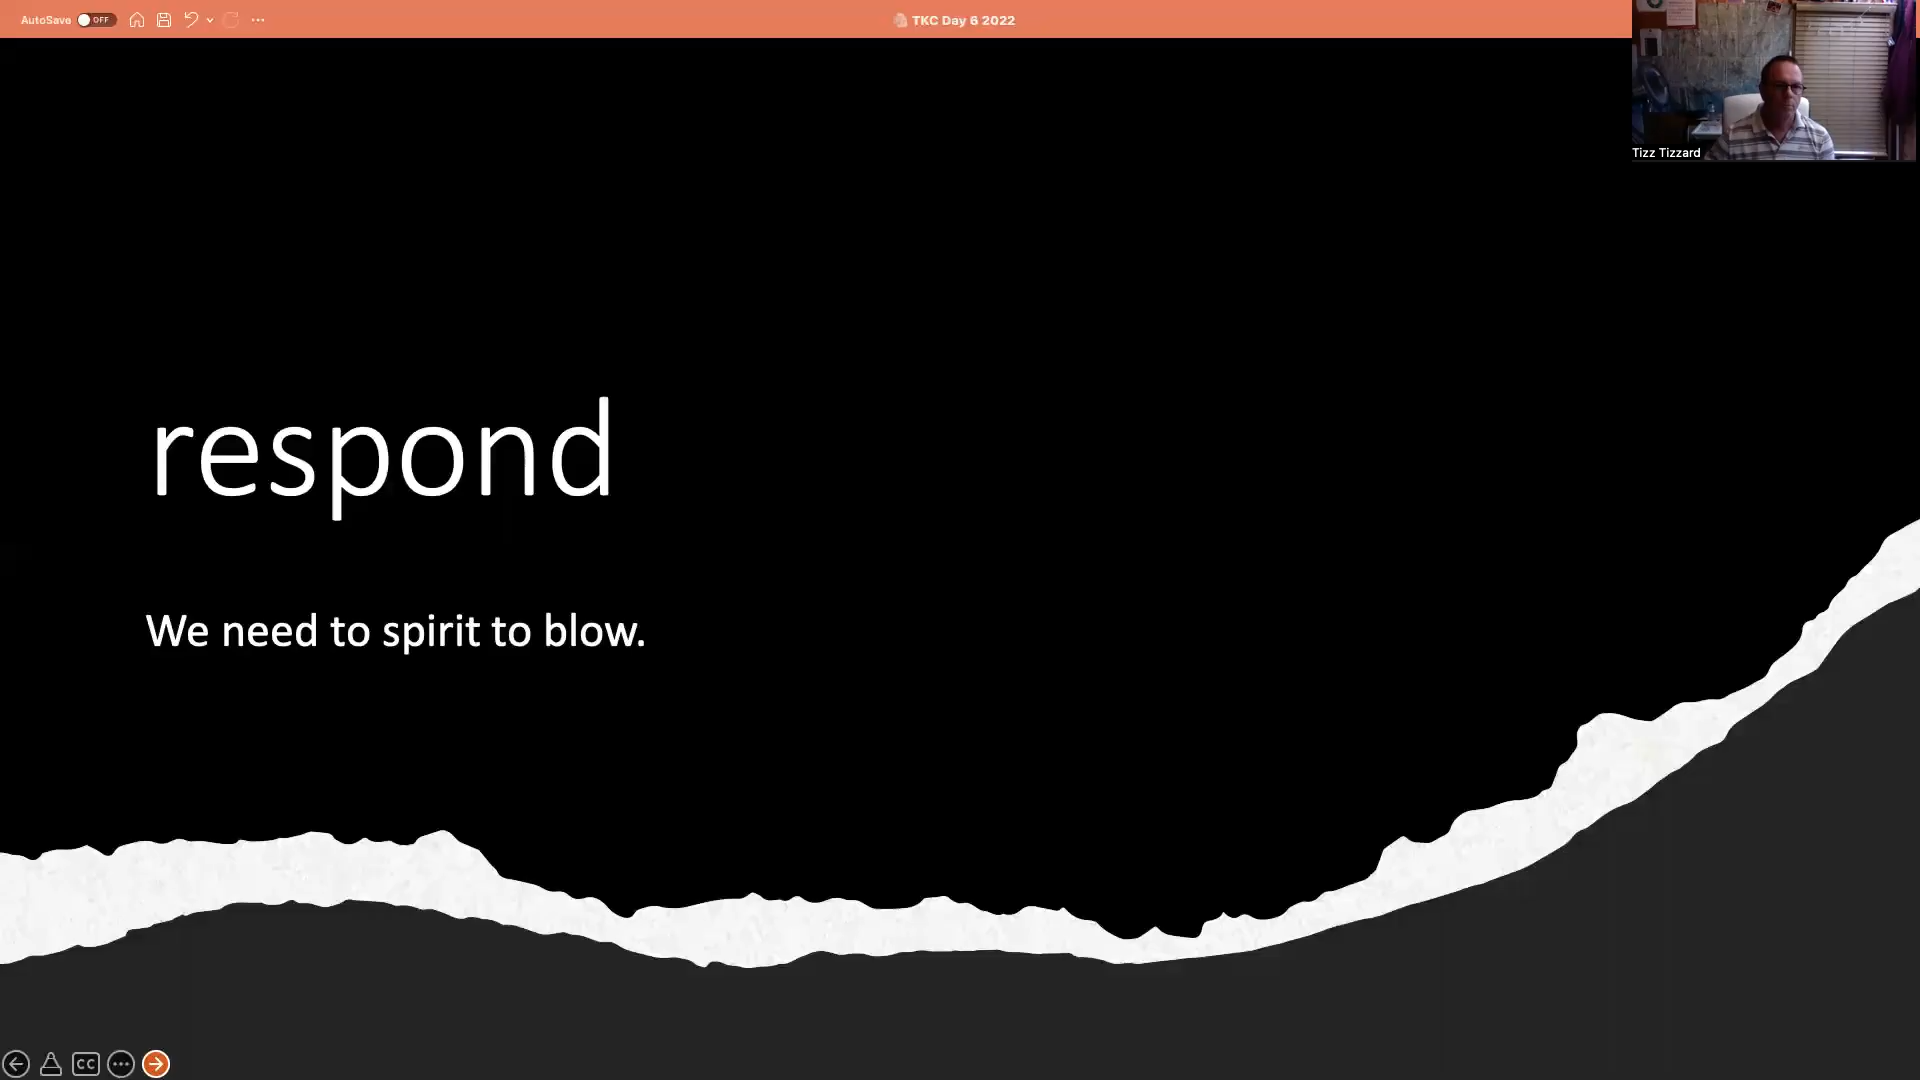 AutoSave OFF
TKC Day 6 2022
Tizz Tizzard
respond
We need to spirit to blow.
CC